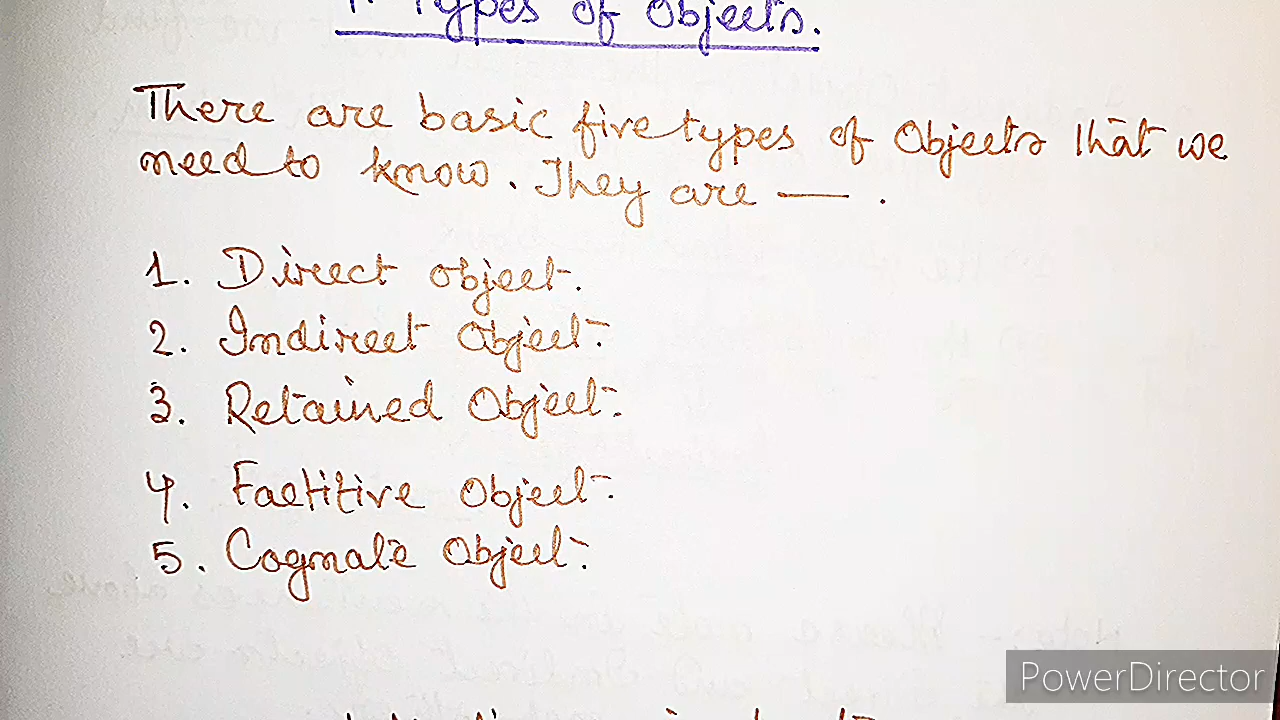 Types of Objects.
There are basic five types of Objects that we
need to know. They are — .
1. Direct object.
2. Indirect Object.
3. Retained Object.
4. Factitive Object.
5. Cognate Object.
PowerDirector